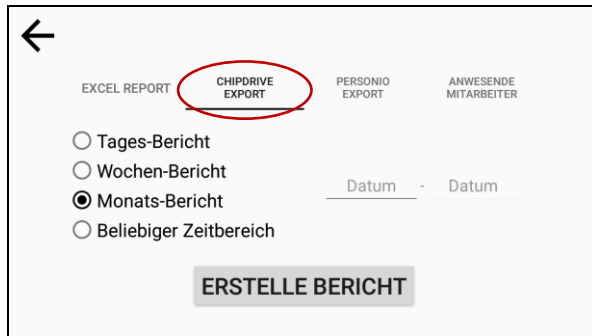 EXCEL REPORT
CHIPDRIVE
EXPORT
PERSONIO
EXPORT
ANWESENDE
MITARBEITER
Tages-Bericht
Wochen-Bericht
Monats-Bericht
Beliebiger Zeitbereich
Datum - Datum
ERSTELLE BERICHT